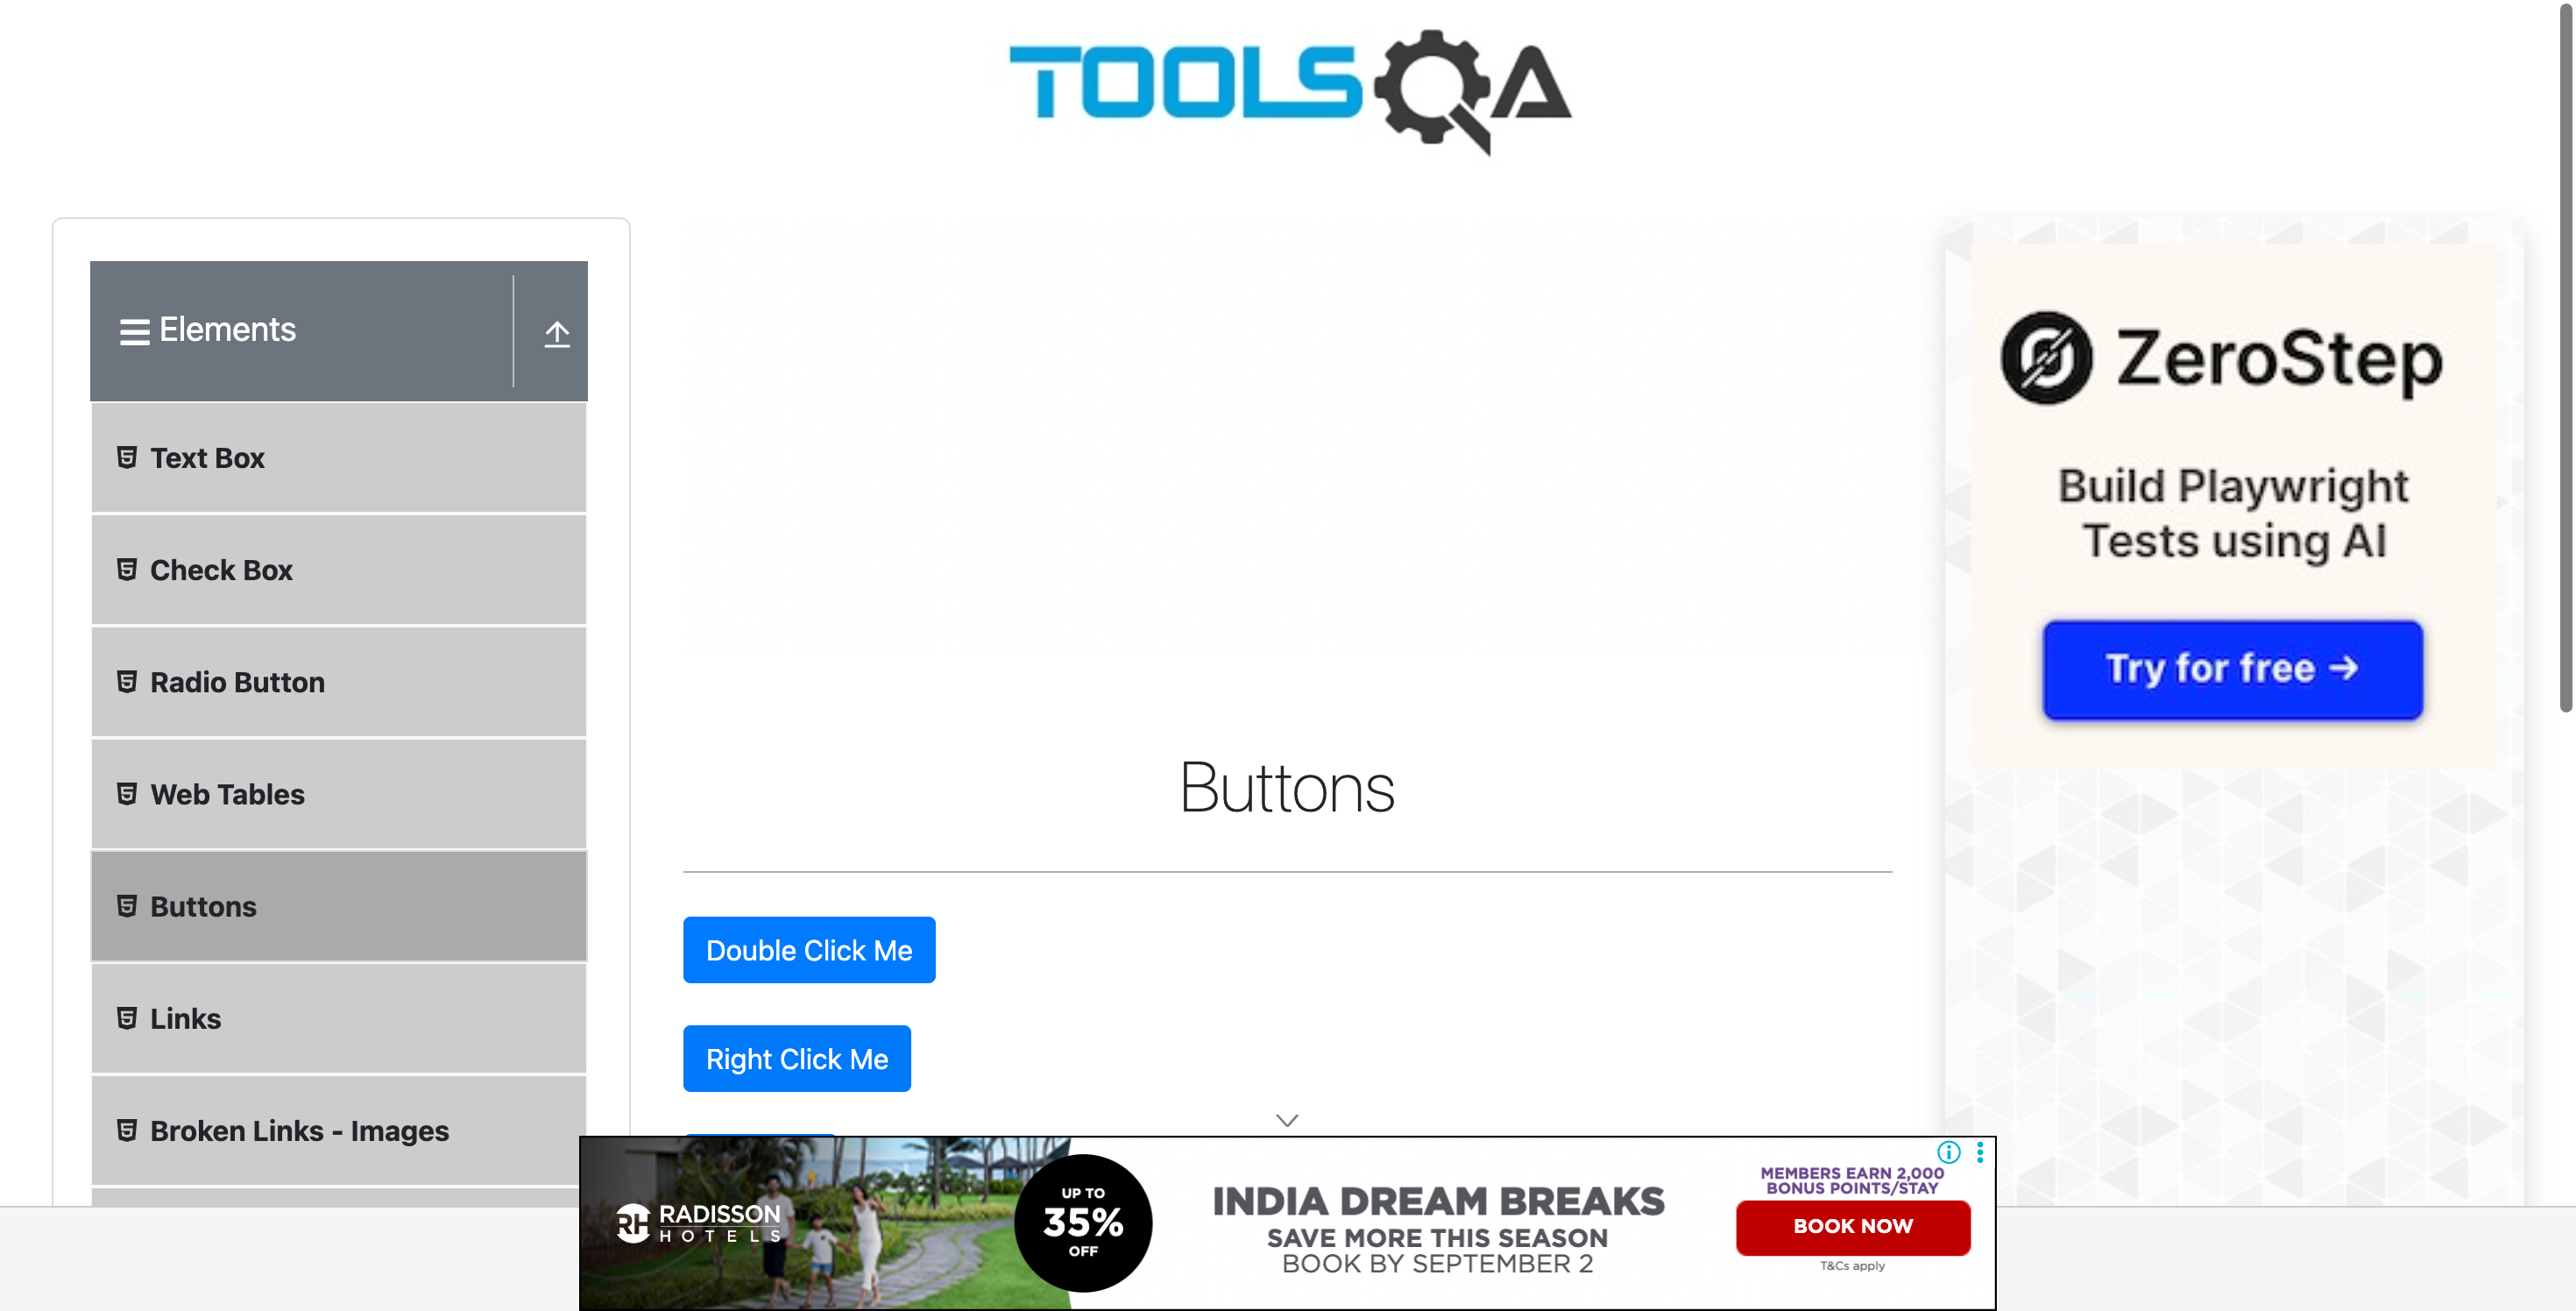 TOOLSQA
Elements
Text Box
Check Box
Radio Button
Web Tables
Buttons
Links
Broken Links - Images
Buttons
Double Click Me
Right Click Me
ZeroStep
Build Playwright
Tests using AI
Try for free →
RH RADISSON
HOTELS
UP TO
35%
OFF
INDIA DREAM BREAKS
SAVE MORE THIS SEASON
BOOK BY SEPTEMBER 2
MEMBERS EARN 2,000
BONUS POINTS/STAY
BOOK NOW
T&Cs apply